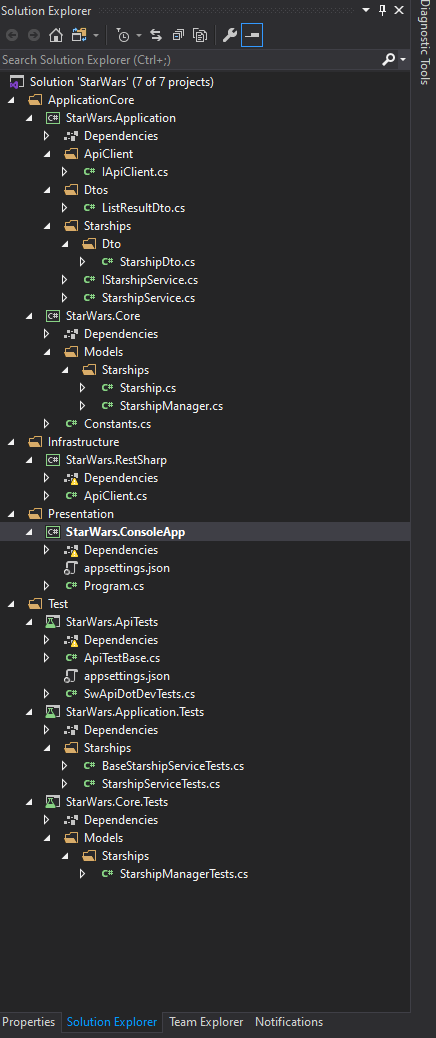 Solution Explorer
Search Solution Explorer (Ctrl+;)
Solution 'StarWars' (7 of 7 projects)
ApplicationCore
C# StarWars.Application
Dependencies
ApiClient
C# IApiClient.cs
Dtos
C# ListResultDto.cs
Starships
Dto
C# StarshipDto.cs
C# IStarshipService.cs
C# StarshipService.cs
C# StarWars.Core
Dependencies
Models
Starships
C# Starship.cs
C# StarshipManager.cs
C# Constants.cs
Infrastructure
C# StarWars.RestSharp
Dependencies
C# ApiClient.cs
Presentation
C# StarWars.ConsoleApp
Dependencies
appsettings.json
C# Program.cs
Test
StarWars.ApiTests
Dependencies
C# ApiTestBase.cs
appsettings.json
C# SwApiDotDevTests.cs
StarWars.Application.Tests
Dependencies
Starships
C# BaseStarshipServiceTests.cs
C# StarshipServiceTests.cs
StarWars.Core.Tests
Dependencies
Models
Starships
C# StarshipManagerTests.cs
Properties Solution Explorer Team Explorer Notifications
Diagnostic Tools